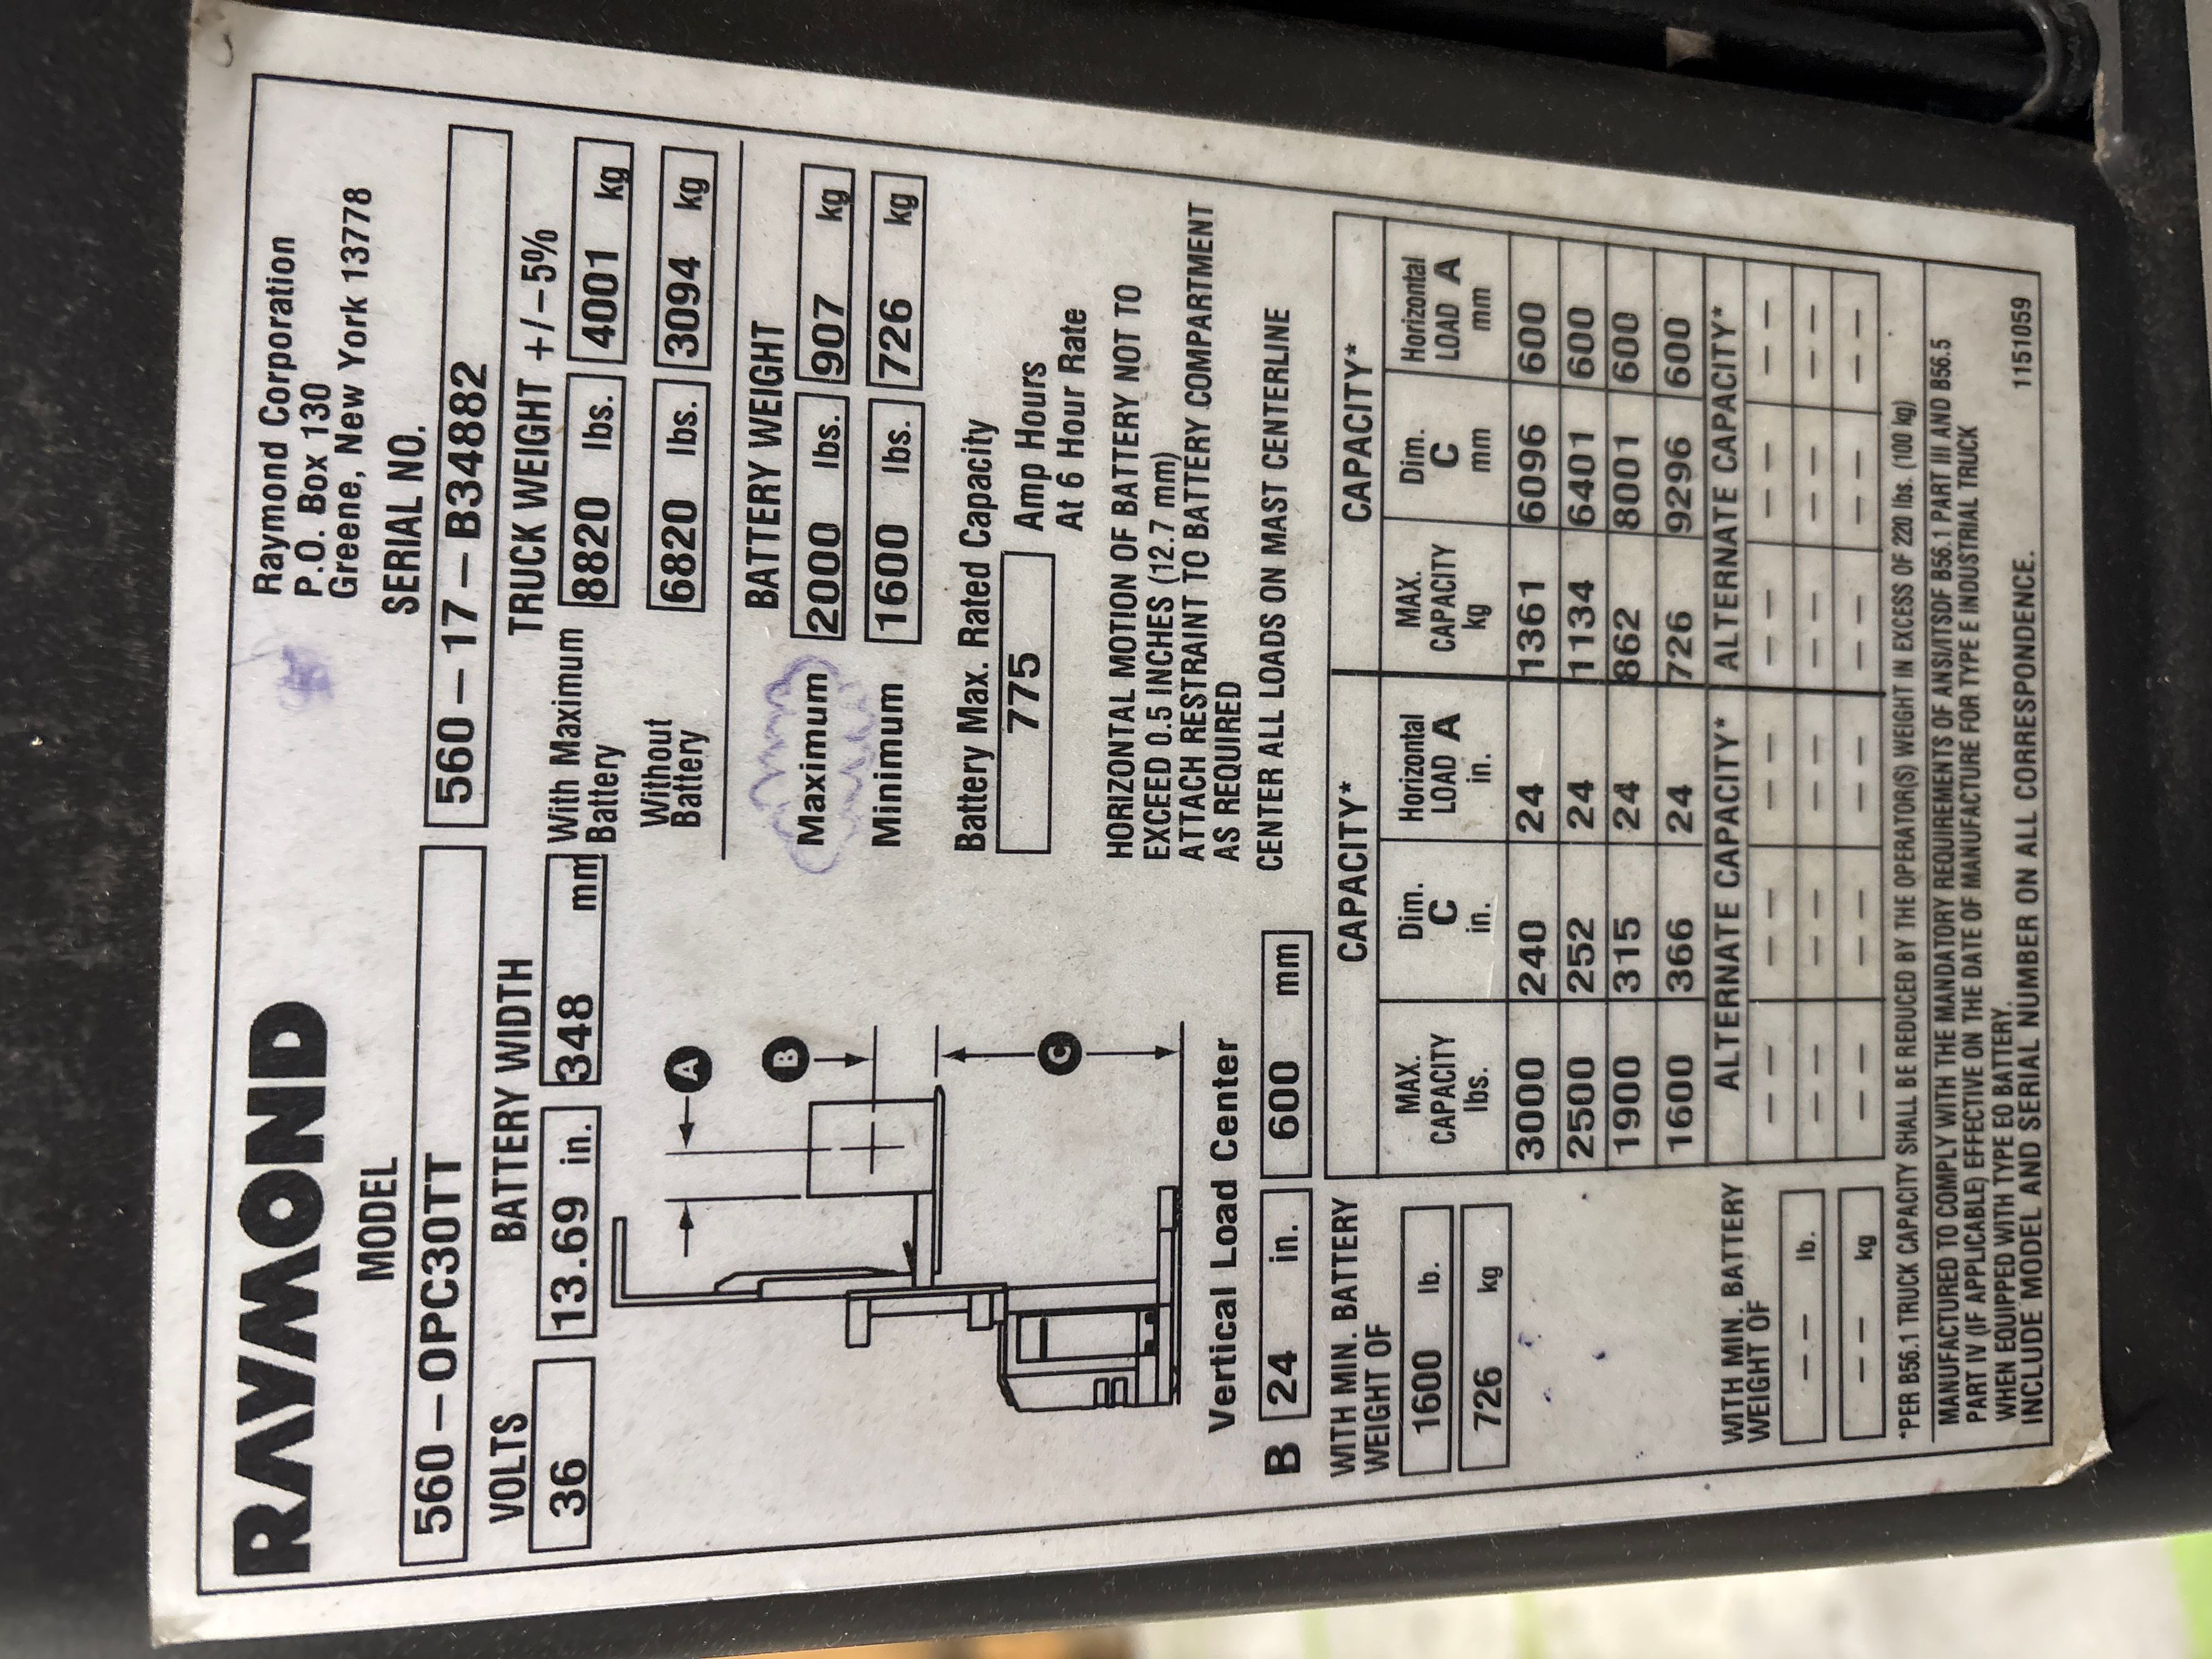 RAYMOND
Raymond Corporation
P.O. Box 130
Greene, New York 13778
MODEL
SERIAL NO.
560-OPC30TT
560-17-B34882
VOLTS
BATTERY WIDTH
TRUCK WEIGHT +/-5%
36
13.69 in.
348 mm
With Maximum
Battery
8820 lbs.
4001 kg
Without
Battery
6820 lbs.
3094 kg
BATTERY WEIGHT
Maximum
2000 lbs.
907 kg
Minimum
1600 lbs.
726 kg
A
B
C
Battery Max. Rated Capacity
775
Amp Hours
At 6 Hour Rate
HORIZONTAL MOTION OF BATTERY NOT TO
EXCEED 0.5 INCHES (12.7 mm)
ATTACH RESTRAINT TO BATTERY COMPARTMENT
AS REQUIRED
CENTER ALL LOADS ON MAST CENTERLINE
Vertical Load Center
B 24 in. 600 mm
WITH MIN. BATTERY
WEIGHT OF
1600 lb.
726 kg
CAPACITY* CAPACITY*
MAX.
CAPACITY
lbs.
Dim.
C
in.
Horizontal
LOAD A
in.
MAX.
CAPACITY
kg
Dim.
C
mm
Horizontal
LOAD A
mm
3000 240 24 1361 6096 600
2500 252 24 1134 6401 600
1900 315 24 862 8001 600
1600 366 24 726 9296 600
WITH MIN. BATTERY
WEIGHT OF
-- lb.
-- kg
ALTERNATE CAPACITY* ALTERNATE CAPACITY*
-- -- -- -- -- --
-- -- -- -- -- --
-- -- -- -- -- --
*PER B56.1 TRUCK CAPACITY SHALL BE REDUCED BY THE OPERATOR(S) WEIGHT IN EXCESS OF 220 lbs. (100 kg)
MANUFACTURED TO COMPLY WITH THE MANDATORY REQUIREMENTS OF ANSI/ITSDF B56.1 PART III AND B56.5
PART IV (IF APPLICABLE) EFFECTIVE ON THE DATE OF MANUFACTURE FOR TYPE E INDUSTRIAL TRUCK
WHEN EQUIPPED WITH TYPE EO BATTERY.
INCLUDE MODEL AND SERIAL NUMBER ON ALL CORRESPONDENCE.
1151059